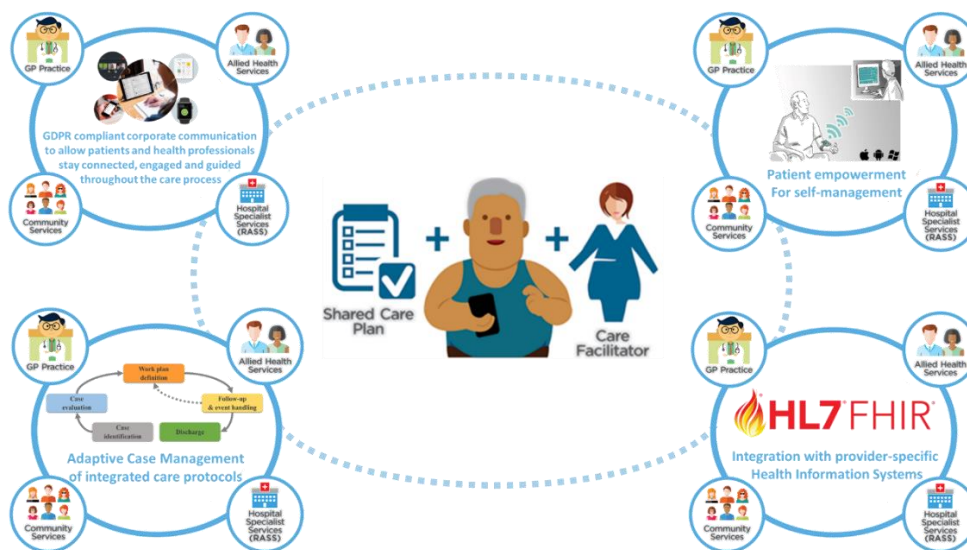 GP Practice
Allied Health
Services
GDPR compliant corporate communication
to allow patients and health professionals
stay connected, engaged and guided
throughout the care process
Community
Services
Hospital
Specialist
Services
(RASS)
GP Practice
Allied Health
Services
Patient empowerment
For self-management
Community
Services
Hospital
Specialist
Services
(RASS)
Shared Care
Plan
+
+
Care
Facilitator
GP Practice
Allied Health
Services
Work plan
definition
Case
evaluation
Follow-up
& event handling
Case
identification
Discharge
Adaptive Case Management
of integrated care protocols
Community
Services
Hospital
Specialist
Services
(RASS)
GP Practice
Allied Health
Services
HL7 FHIR®
Integration with provider-specific
Health Information Systems
Community
Services
Hospital
Specialist
Services
(RASS)